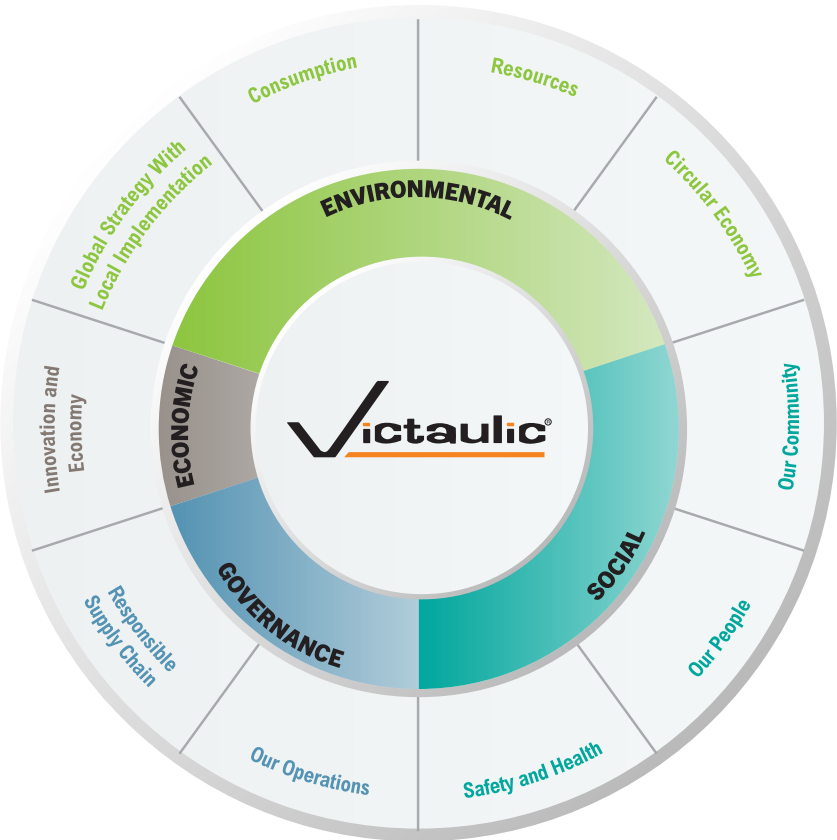 Consumption
Resources
Global Strategy With
Local Implementation
Circular Economy
ENVIRONMENTAL
Innovation and
Economy
ECONOMIC
Victaulic®
Our Community
SOCIAL
GOVERNANCE
Responsible
Supply Chain
Our People
Our Operations
Safety and Health